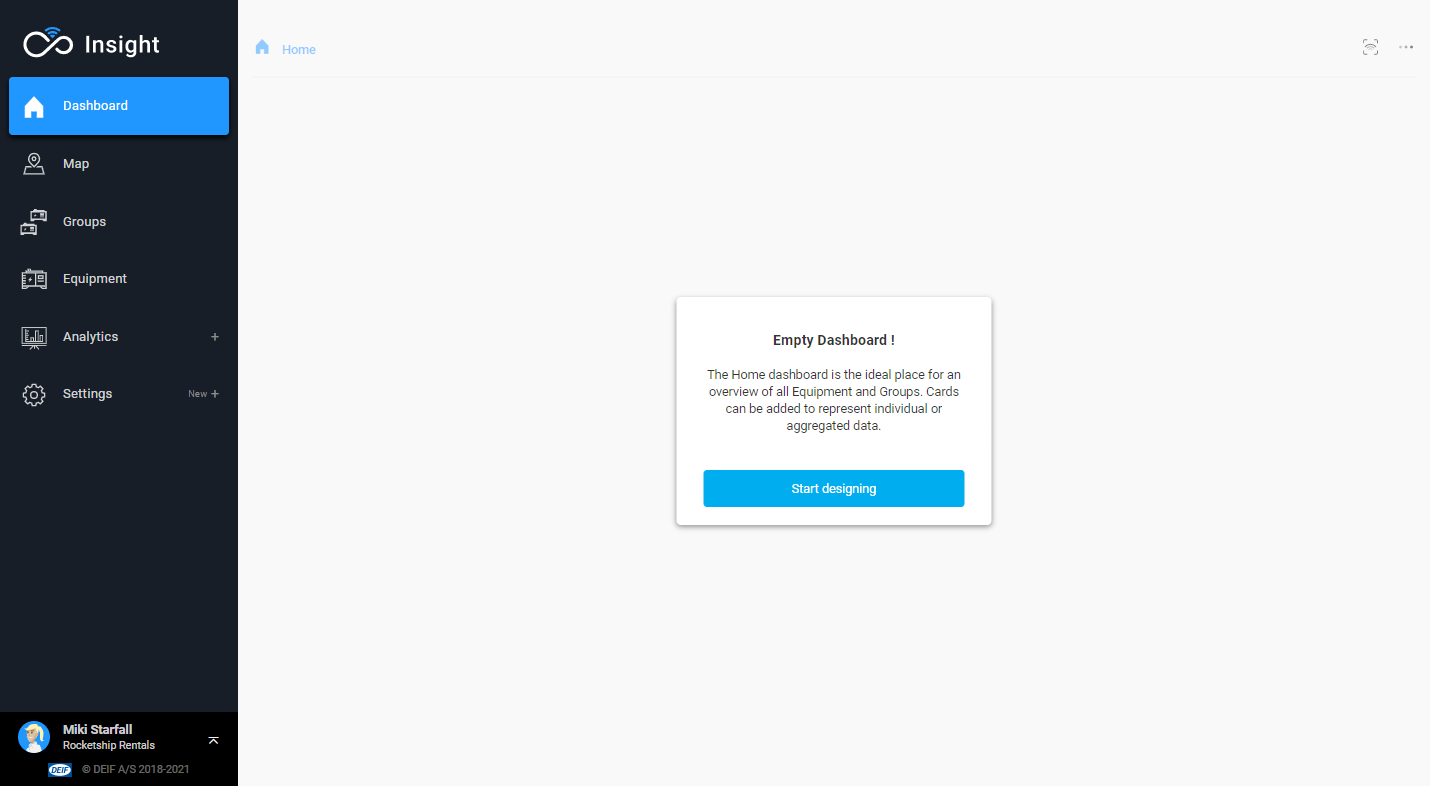 Insight
Dashboard
Map
Groups
Equipment
Analytics +
Settings New +
Miki Starfall
Rocketship Rentals
DEIF © DEIF A/S 2018-2021
Home
Empty Dashboard !
The Home dashboard is the ideal place for an
overview of all Equipment and Groups. Cards
can be added to represent individual or
aggregated data.
Start designing